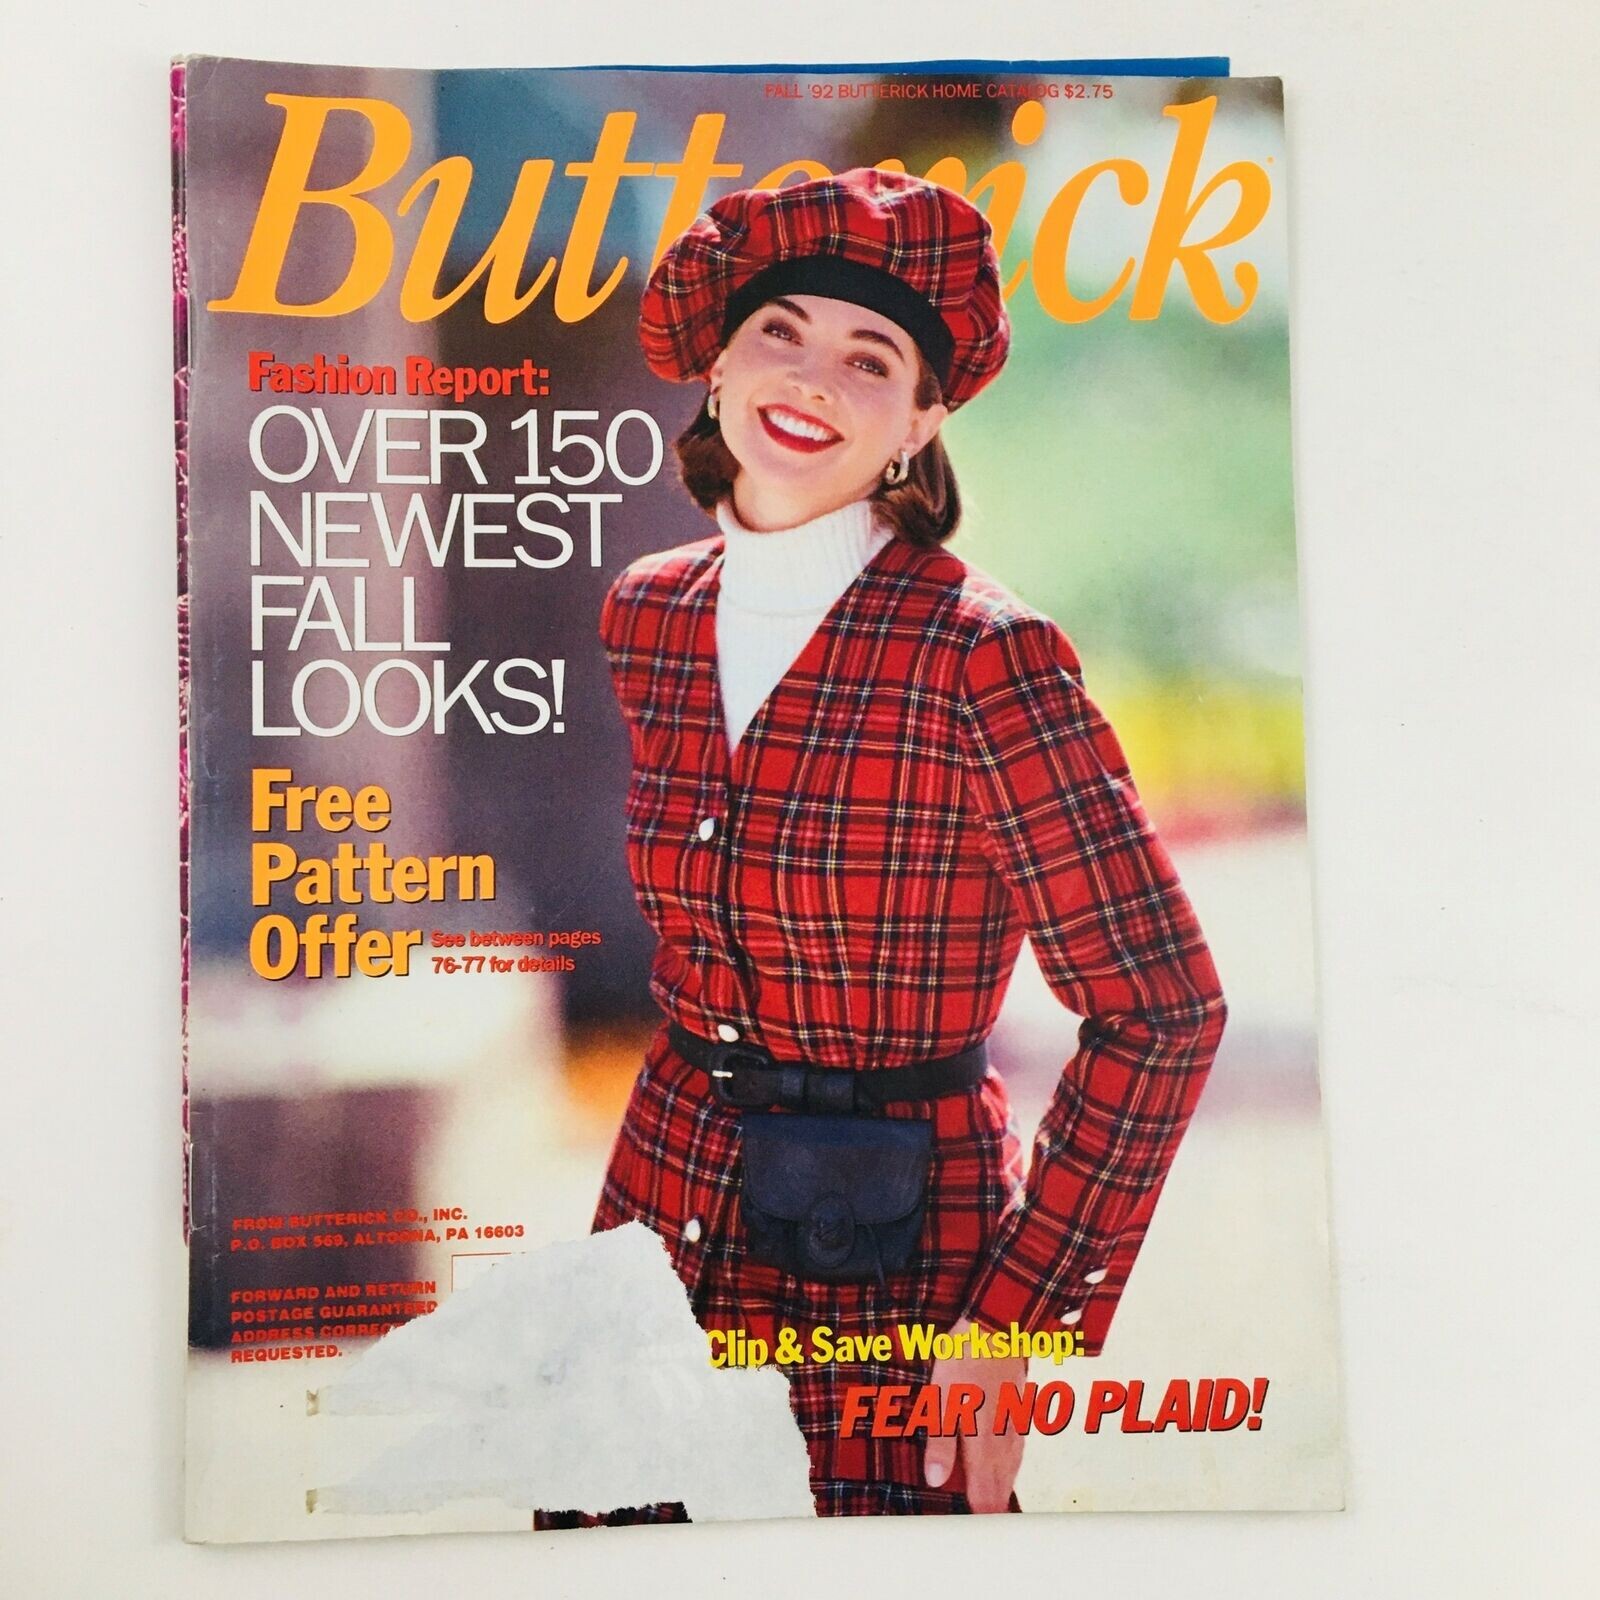 FALL '92 BUTTERICK HOME CATALOG $2.75
Butterick
Fashion Report:
OVER 150
NEWEST
FALL
LOOKS!
Free
Pattern
Offer
See between pages
76-77 for details
FROM BUTTERICK CO., INC.
P.O. BOX 569, ALTOONA, PA 16603
FORWARD AND RETURN
POSTAGE GUARANTEED
ADDRESS
REQUESTED.
Clip & Save Workshop:
FEAR NO PLAID!